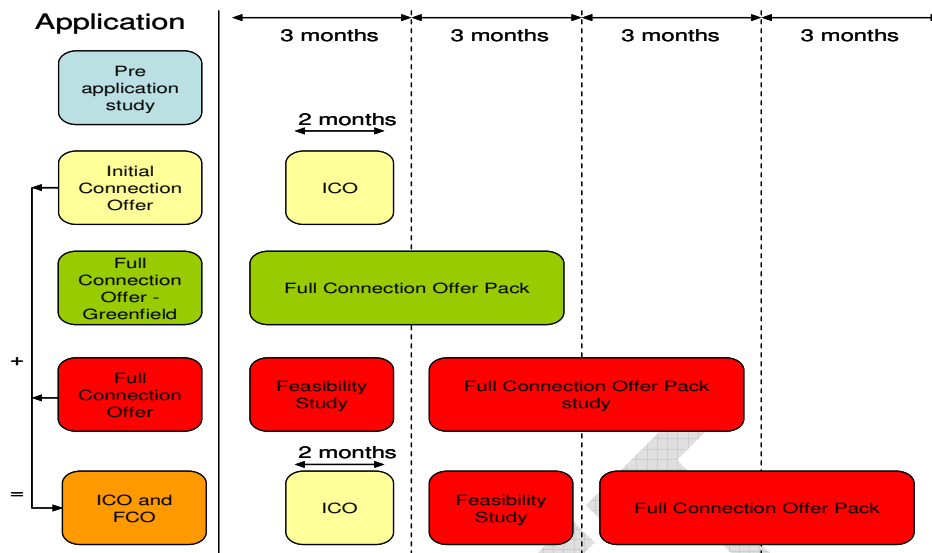 Application
3 months
3 months
3 months
3 months
Pre
application
study
2 months
Initial
Connection
Offer
ICO
Full
Connection
Offer -
Greenfield
Full Connection Offer Pack
+
Full
Connection
Offer
Feasibility
Study
Full Connection Offer Pack
study
2 months
=
ICO and
FCO
ICO
Feasibility
Study
Full Connection Offer Pack